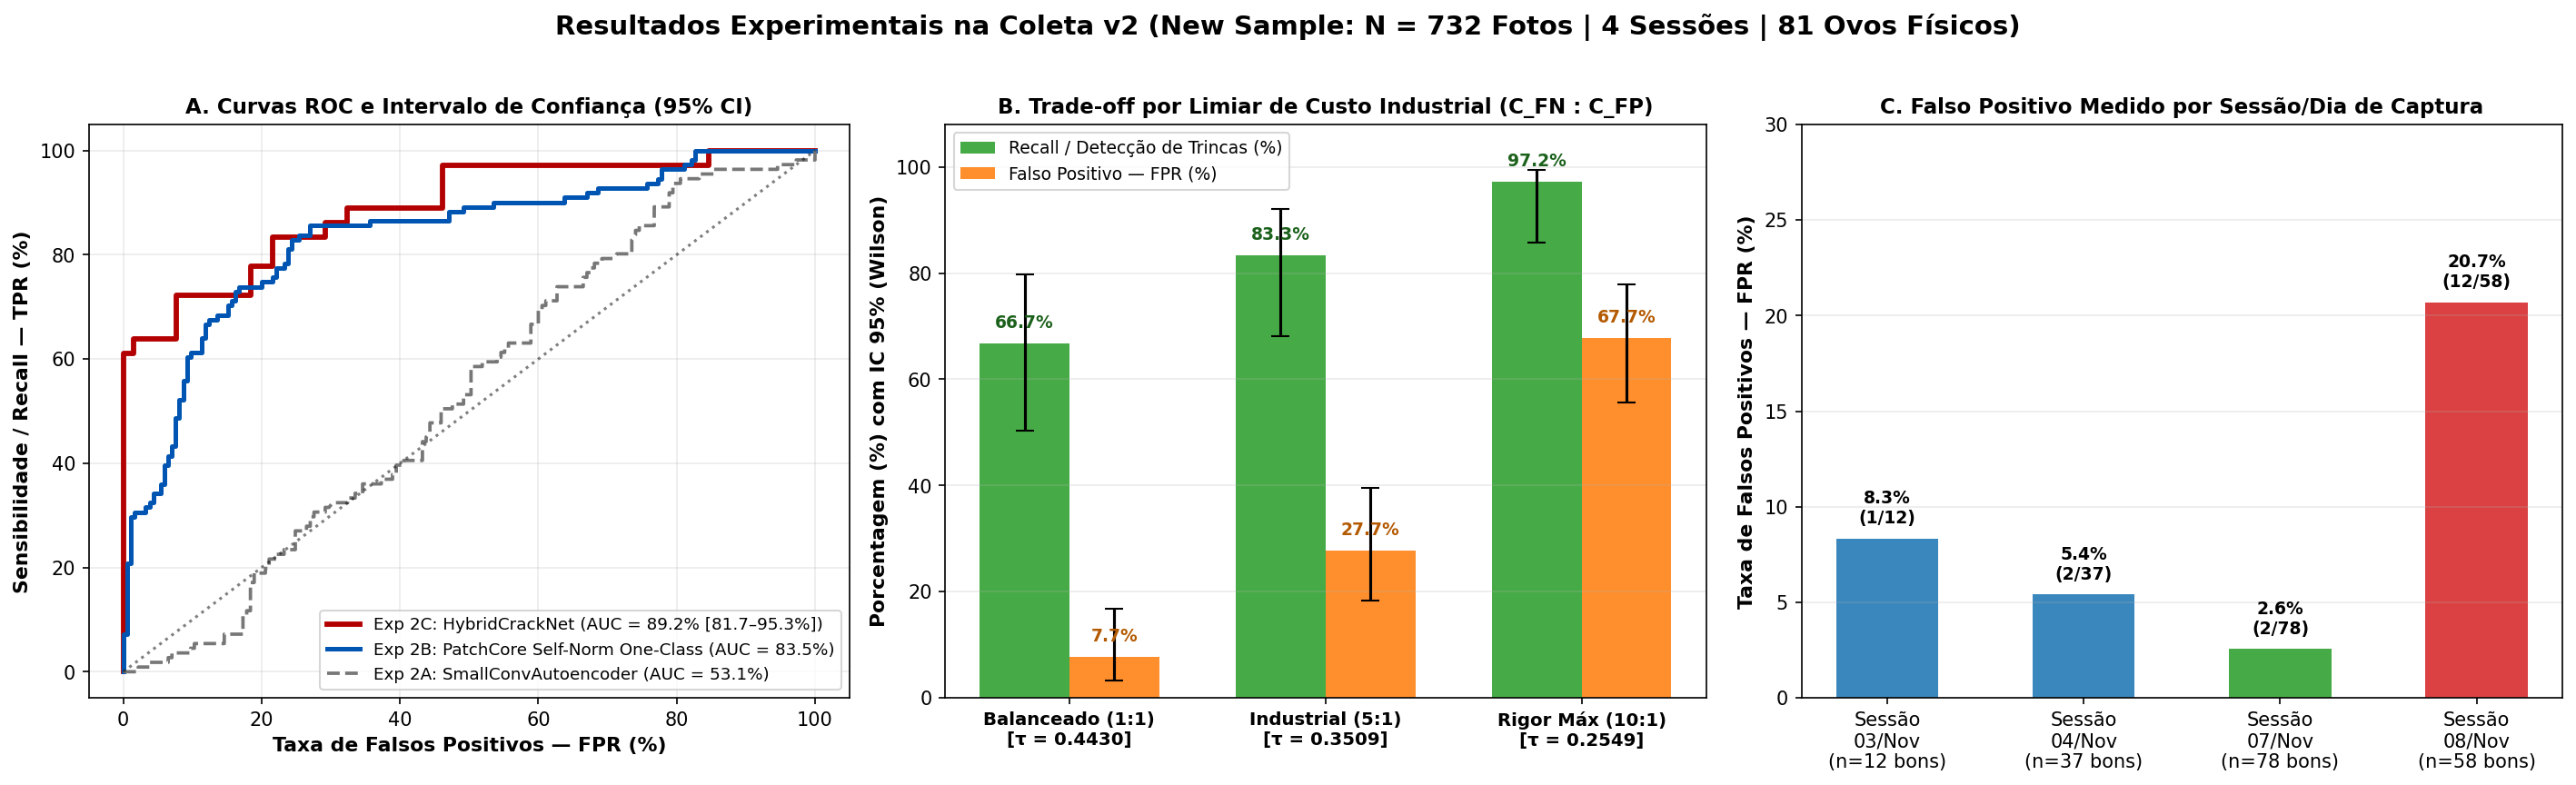 Resultados Experimentais na Coleta v2 (New Sample: N = 732 Fotos | 4 Sessões | 81 Ovos Físicos)
A. Curvas ROC e Intervalo de Confiança (95% CI)
Sensibilidade / Recall — TPR (%)
100
80
60
40
20
0
Exp 2C: HybridCrackNet (AUC = 89.2% [81.7–95.3%])
Exp 2B: PatchCore Self-Norm One-Class (AUC = 83.5%)
Exp 2A: SmallConvAutoencoder (AUC = 53.1%)
0 20 40 60 80 100
Taxa de Falsos Positivos — FPR (%)
B. Trade-off por Limiar de Custo Industrial (C_FN : C_FP)
Porcentagem (%) com IC 95% (Wilson)
100
80
60
40
20
0
Recall / Detecção de Trincas (%)
Falso Positivo — FPR (%)
66.7%
7.7%
83.3%
27.7%
97.2%
67.7%
Balanceado (1:1)
[τ = 0.4430]
Industrial (5:1)
[τ = 0.3509]
Rigor Máx (10:1)
[τ = 0.2549]
C. Falso Positivo Medido por Sessão/Dia de Captura
Taxa de Falsos Positivos — FPR (%)
30
25
20
15
10
5
0
8.3%
(1/12)
5.4%
(2/37)
2.6%
(2/78)
20.7%
(12/58)
Sessão
03/Nov
(n=12 bons)
Sessão
04/Nov
(n=37 bons)
Sessão
07/Nov
(n=78 bons)
Sessão
08/Nov
(n=58 bons)